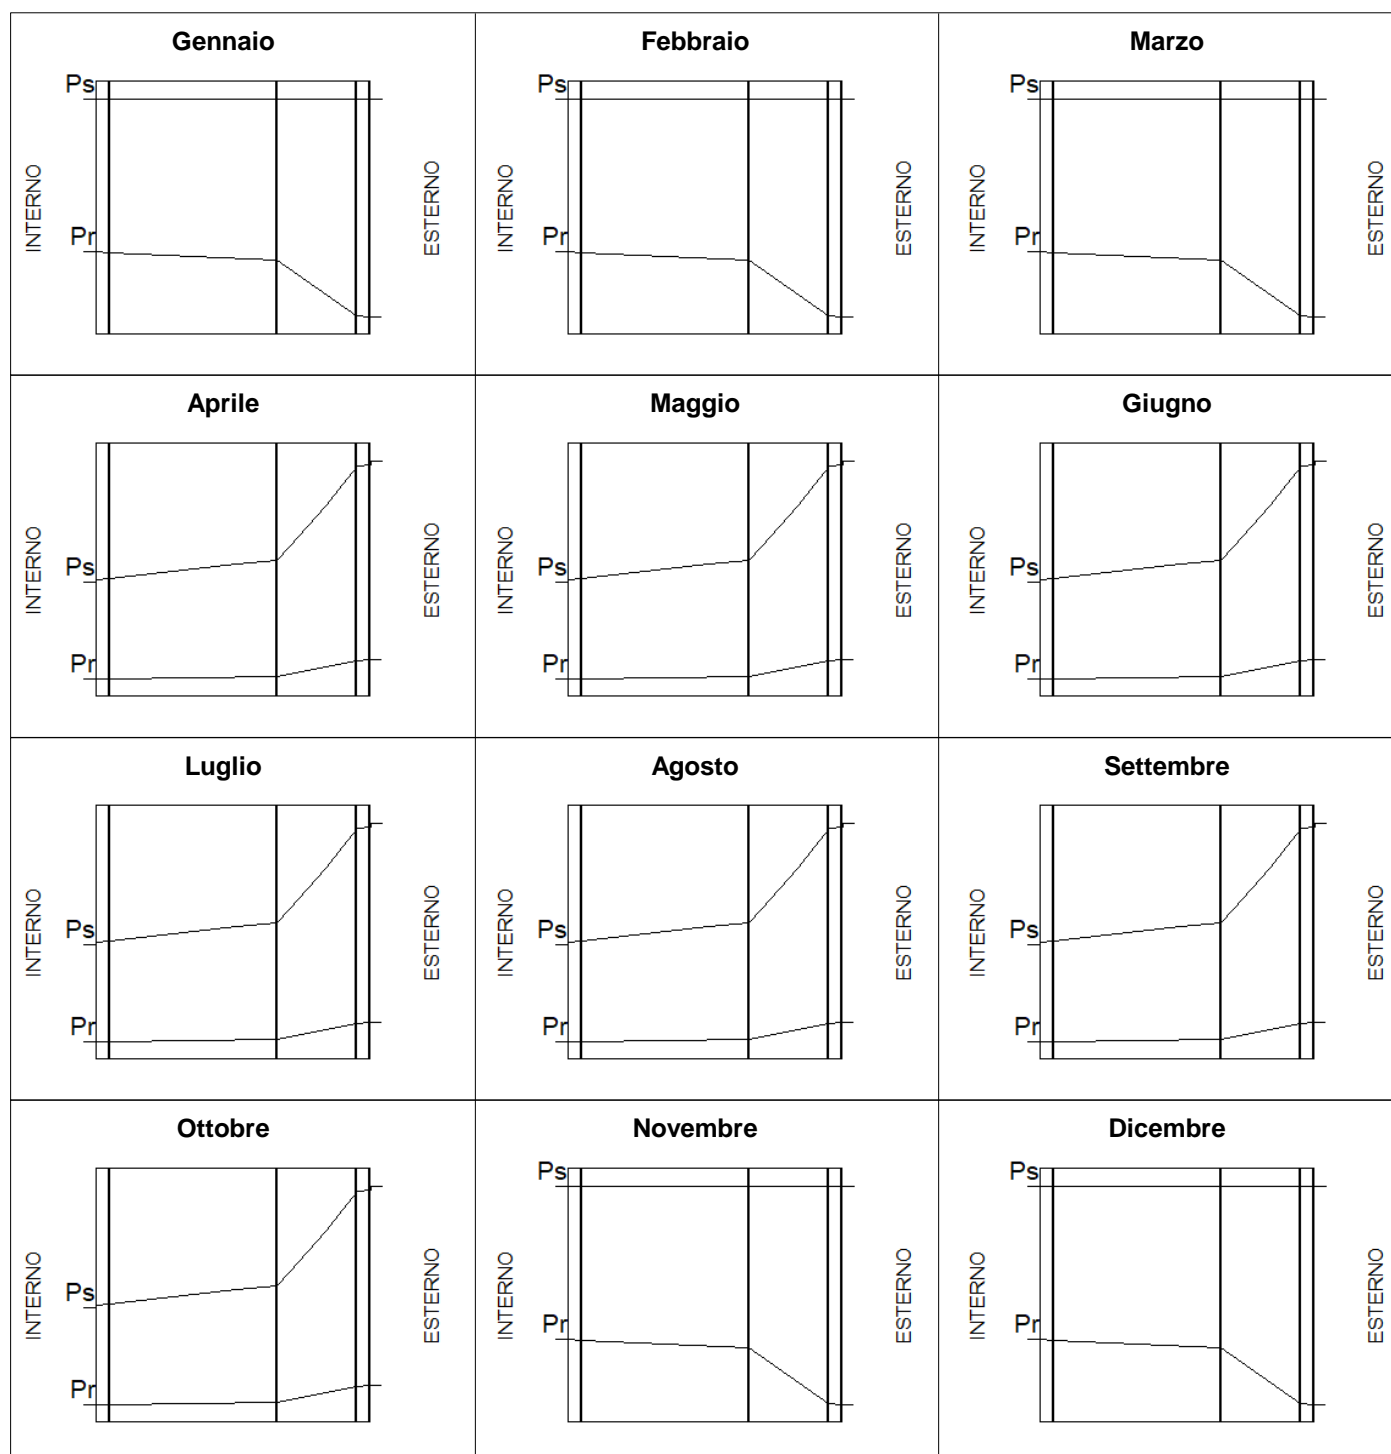 Gennaio
Ps
Pr
INTERNO
ESTERNO
Febbraio
Ps
Pr
INTERNO
ESTERNO
Marzo
Ps
Pr
INTERNO
ESTERNO
Aprile
Ps
Pr
INTERNO
ESTERNO
Maggio
Ps
Pr
INTERNO
ESTERNO
Giugno
Ps
Pr
INTERNO
ESTERNO
Luglio
Ps
Pr
INTERNO
ESTERNO
Agosto
Ps
Pr
INTERNO
ESTERNO
Settembre
Ps
Pr
INTERNO
ESTERNO
Ottobre
Ps
Pr
INTERNO
ESTERNO
Novembre
Ps
Pr
INTERNO
ESTERNO
Dicembre
Ps
Pr
INTERNO
ESTERNO